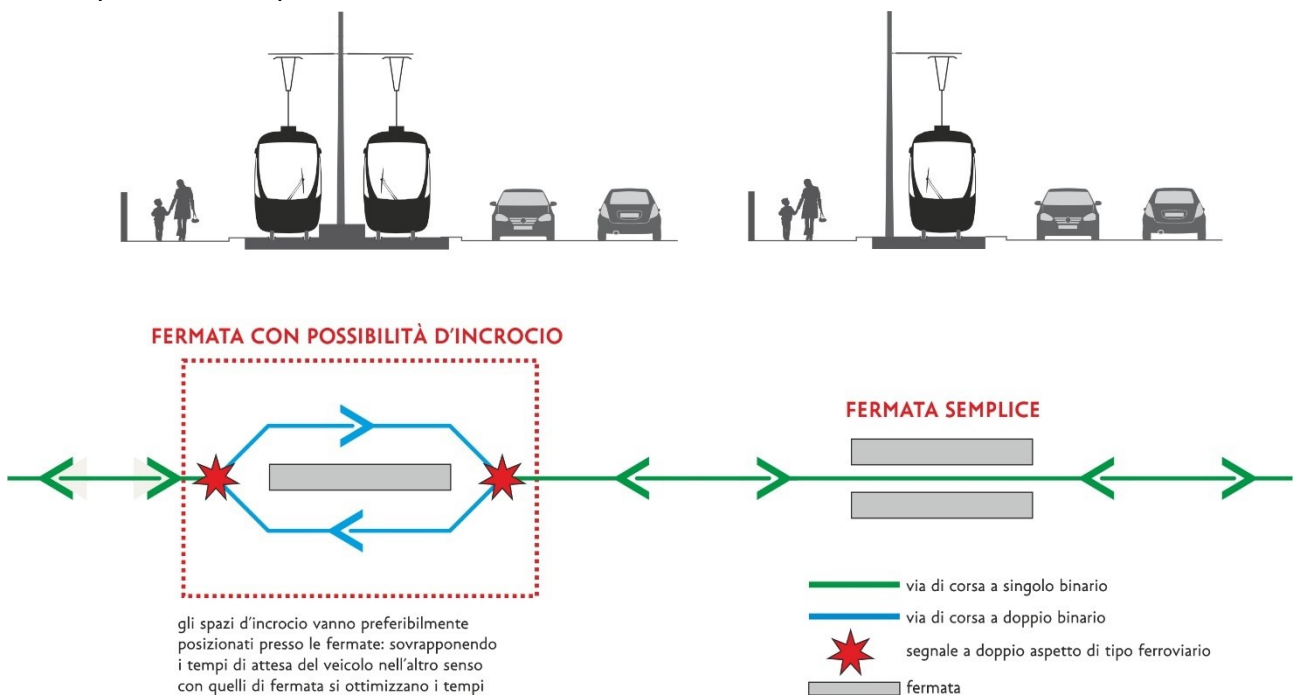 FERMATA CON POSSIBILITÀ D'INCROCIO
FERMATA SEMPLICE
gli spazi d'incrocio vanno preferibilmente
posizionati presso le fermate: sovrapponendo
i tempi di attesa del veicolo nell'altro senso
con quelli di fermata si ottimizzano i tempi
via di corsa a singolo binario
via di corsa a doppio binario
segnale a doppio aspetto di tipo ferroviario
fermata